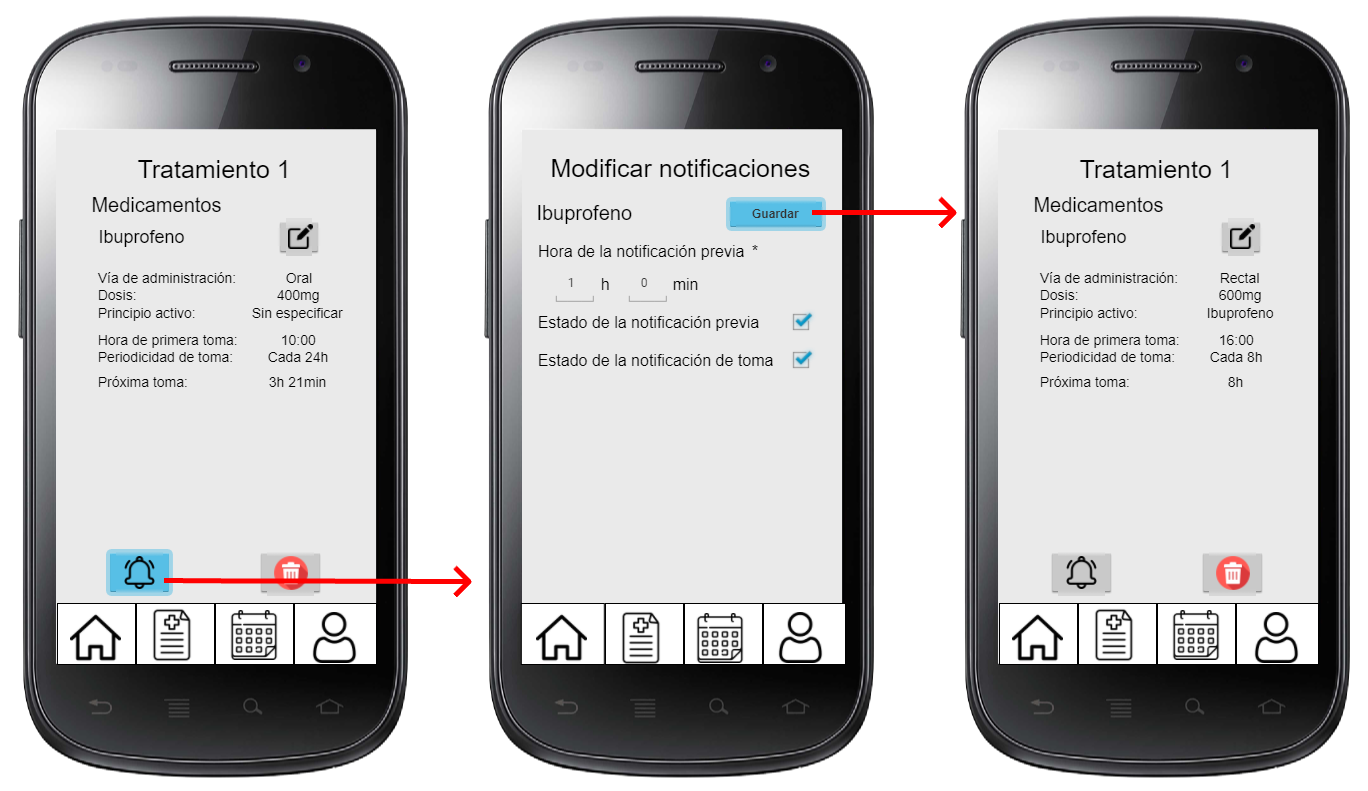 Tratamiento 1
Medicamentos
Ibuprofeno
Vía de administración: Oral
Dosis: 400mg
Principio activo: Sin especificar
Hora de primera toma: 10:00
Periodicidad de toma: Cada 24h
Próxima toma: 3h 21min
Modificar notificaciones
Ibuprofeno Guardar
Hora de la notificación previa *
1 h 0 min
Estado de la notificación previa
Estado de la notificación de toma
Tratamiento 1
Medicamentos
Ibuprofeno
Vía de administración: Rectal
Dosis: 600mg
Principio activo: Ibuprofeno
Hora de primera toma: 16:00
Periodicidad de toma: Cada 8h
Próxima toma: 8h